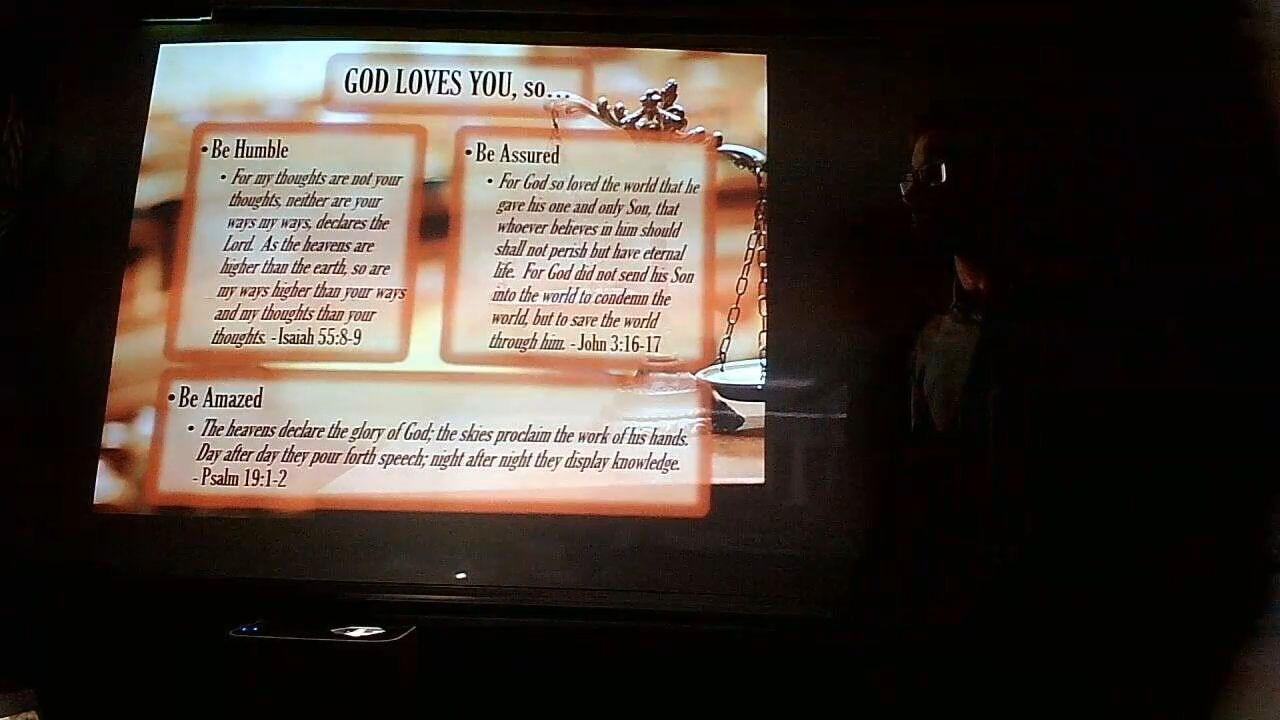 GOD LOVES YOU, so...
• Be Humble
• For my thoughts are not your
thoughts, neither are your
ways my ways, declares the
Lord. As the heavens are
higher than the earth, so are
my ways higher than your ways
and my thoughts than your
thoughts. - Isaiah 55:8-9
• Be Assured
• For God so loved the world that he
gave his one and only Son, that
whoever believes in him should
shall not perish but have eternal
life. For God did not send his Son
into the world to condemn the
world, but to save the world
through him. - John 3:16-17
• Be Amazed
• The heavens declare the glory of God; the skies proclaim the work of his hands.
Day after day they pour forth speech; night after night they display knowledge.
- Psalm 19:1-2